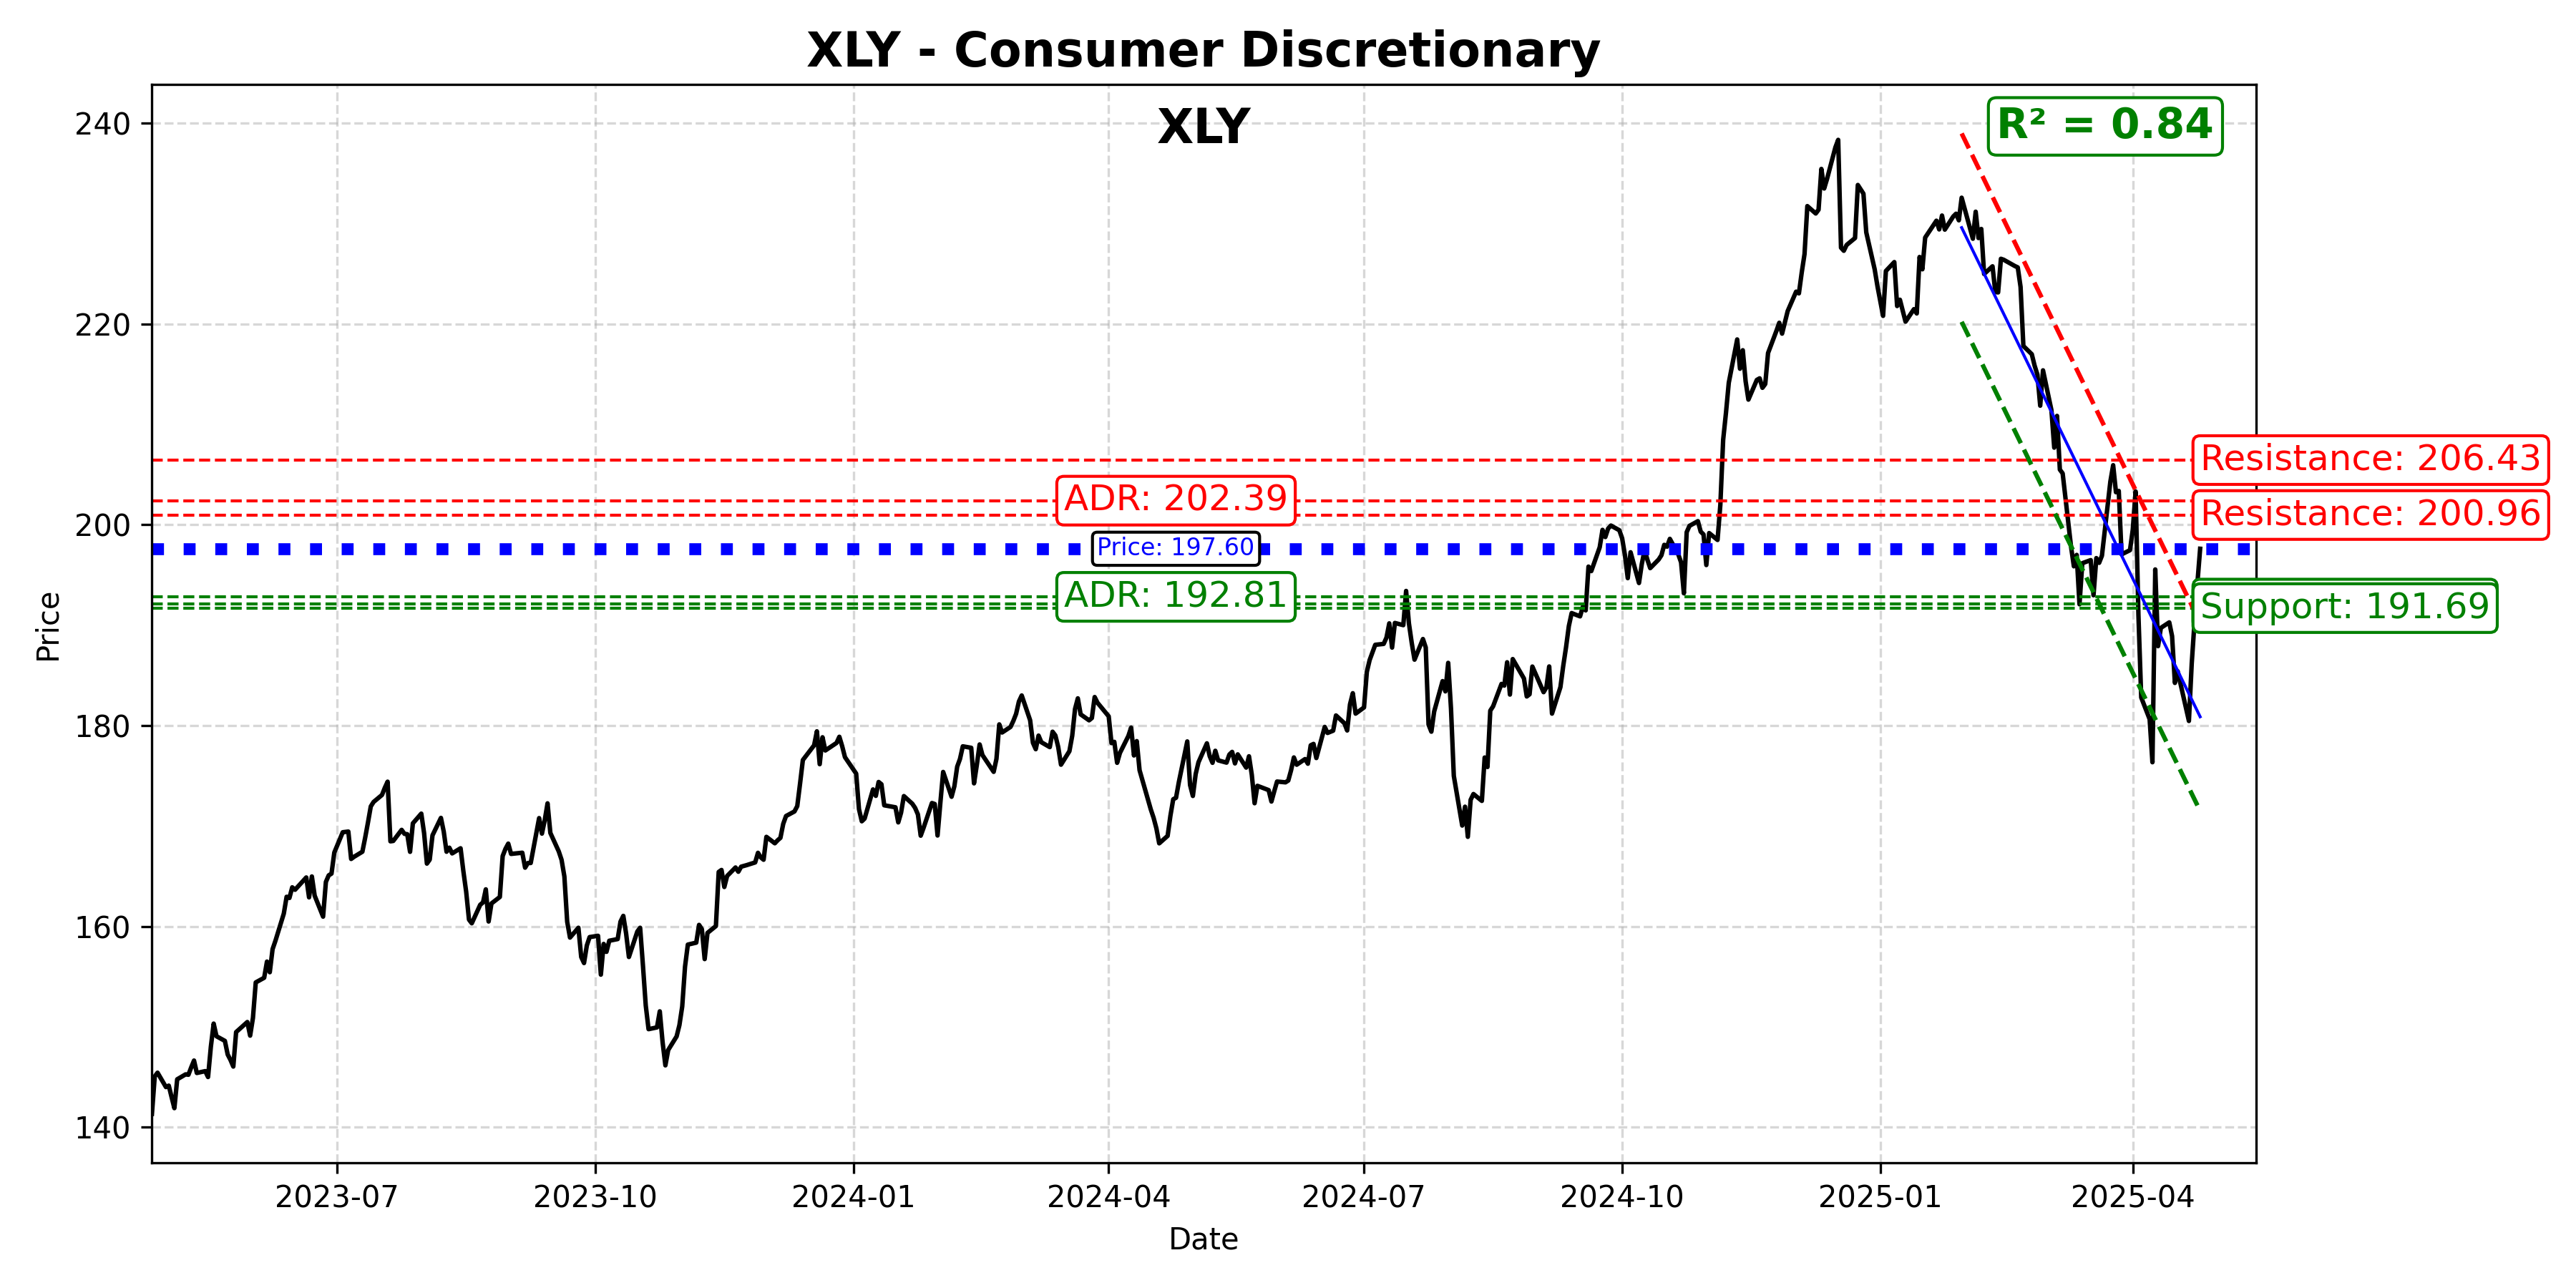 XLY - Consumer Discretionary
XLY
R² = 0.84
240
220
200
180
160
140
Price
Resistance: 206.43
ADR: 202.39
Resistance: 200.96
Price: 197.60
ADR: 192.81
Support: 191.69
2023-07
2023-10
2024-01
2024-04
2024-07
2024-10
2025-01
2025-04
Date